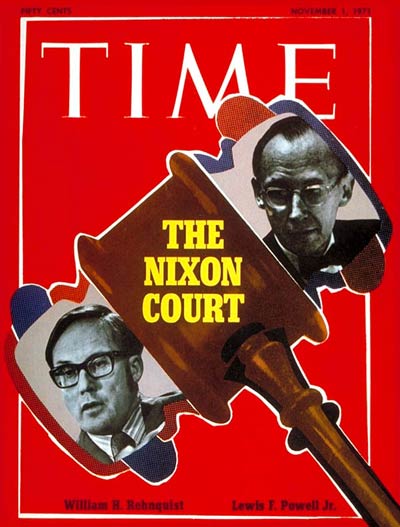 FIFTY CENTS NOVEMBER 1, 1971
TIME
THE
NIXON
COURT
William H. Rehnquist Lewis F. Powell Jr.